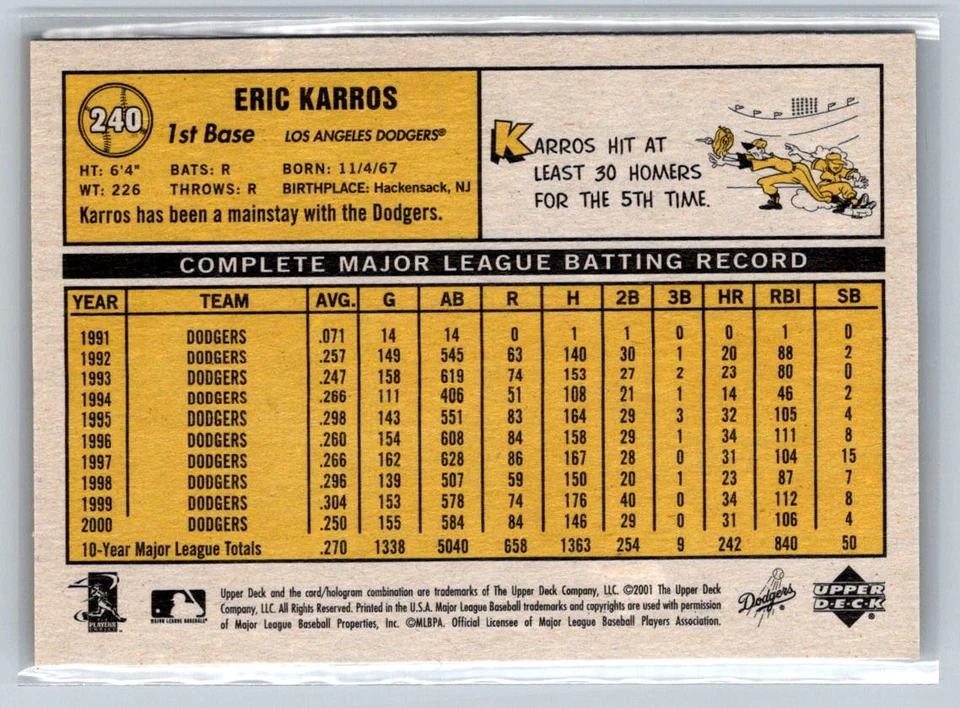 240
ERIC KARROS
1st Base LOS ANGELES DODGERS®
HT: 6'4" BATS: R BORN: 11/4/67
WT: 226 THROWS: R BIRTHPLACE: Hackensack, NJ
Karros has been a mainstay with the Dodgers.
KARROS HIT AT
LEAST 30 HOMERS
FOR THE 5TH TIME.
COMPLETE MAJOR LEAGUE BATTING RECORD
YEAR TEAM AVG. G AB R H 2B 3B HR RBI SB
1991 DODGERS .071 14 14 0 1 1 0 0 1 0
1992 DODGERS .257 149 545 63 140 30 1 20 88 2
1993 DODGERS .247 158 619 74 153 27 2 23 80 0
1994 DODGERS .266 111 406 51 108 21 1 14 46 2
1995 DODGERS .298 143 551 83 164 29 3 32 105 4
1996 DODGERS .260 154 608 84 158 29 1 34 111 8
1997 DODGERS .266 162 628 86 167 28 0 31 104 15
1998 DODGERS .296 139 507 59 150 20 1 23 87 7
1999 DODGERS .304 153 578 74 176 40 0 34 112 8
2000 DODGERS .250 155 584 84 146 29 0 31 106 4
10-Year Major League Totals .270 1338 5040 658 1363 254 9 242 840 50
PLAYERS
CHOICE
MAJOR LEAGUE BASEBALL®
Upper Deck and the card/hologram combination are trademarks of The Upper Deck Company, LLC. ©2001 The Upper Deck
Company, LLC. All Rights Reserved. Printed in the U.S.A. Major League Baseball trademarks and copyrights are used with permission
of Major League Baseball Properties, Inc. ©MLBPA. Official Licensee of Major League Baseball Players Association.
Dodgers ®
UPPER
DECK